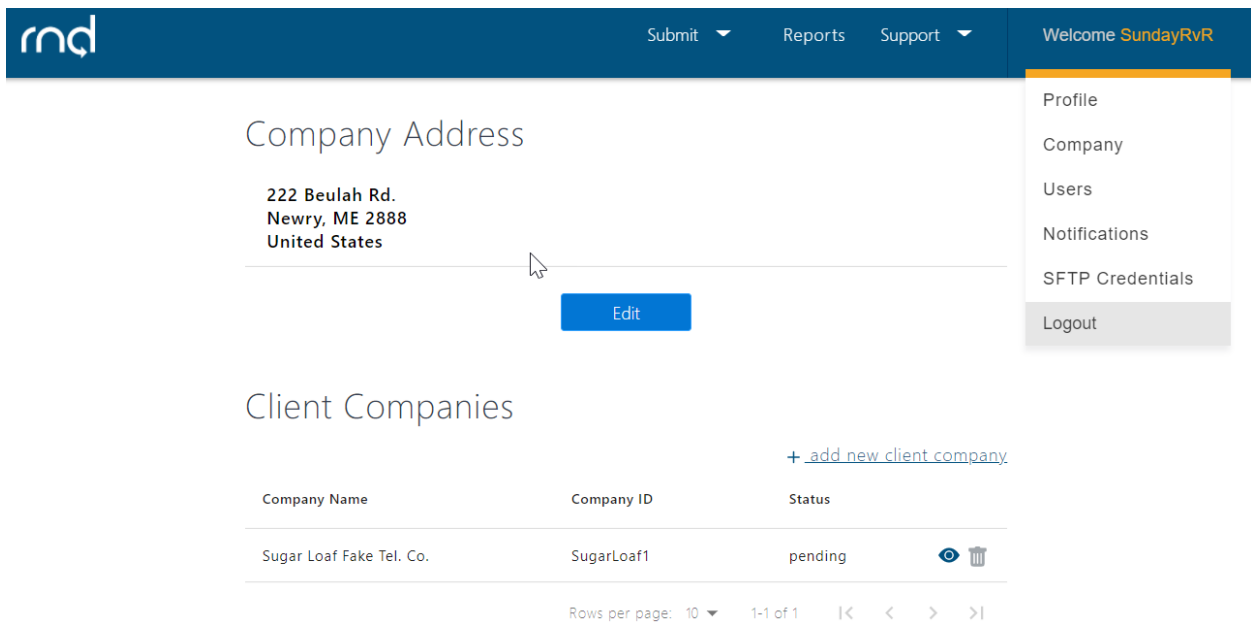 rnd
Submit Reports Support Welcome SundayRvR
Profile
Company
Users
Notifications
SFTP Credentials
Logout
Company Address
222 Beulah Rd.
Newry, ME 2888
United States
Edit
Client Companies
+ add new client company
Company Name Company ID Status
Sugar Loaf Fake Tel. Co. SugarLoaf1 pending
Rows per page: 10 1-1 of 1